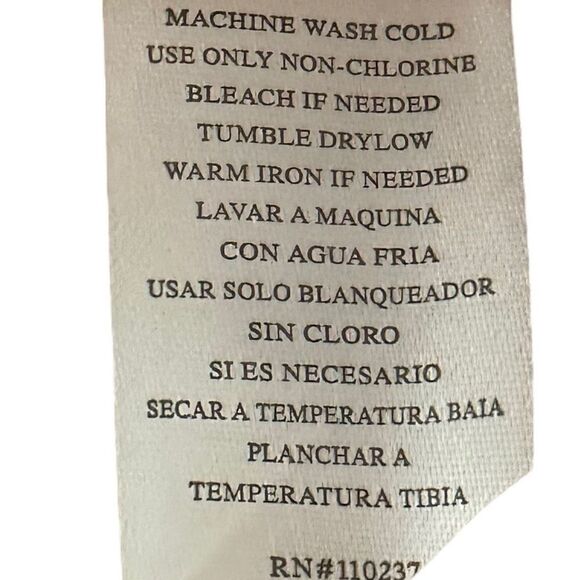 MACHINE WASH COLD
USE ONLY NON-CHLORINE
BLEACH IF NEEDED
TUMBLE DRYLOW
WARM IRON IF NEEDED
LAVAR A MAQUINA
CON AGUA FRIA
USAR SOLO BLANQUEADOR
SIN CLORO
SI ES NECESARIO
SECAR A TEMPERATURA BAIA
PLANCHAR A
TEMPERATURA TIBIA
RN#110237